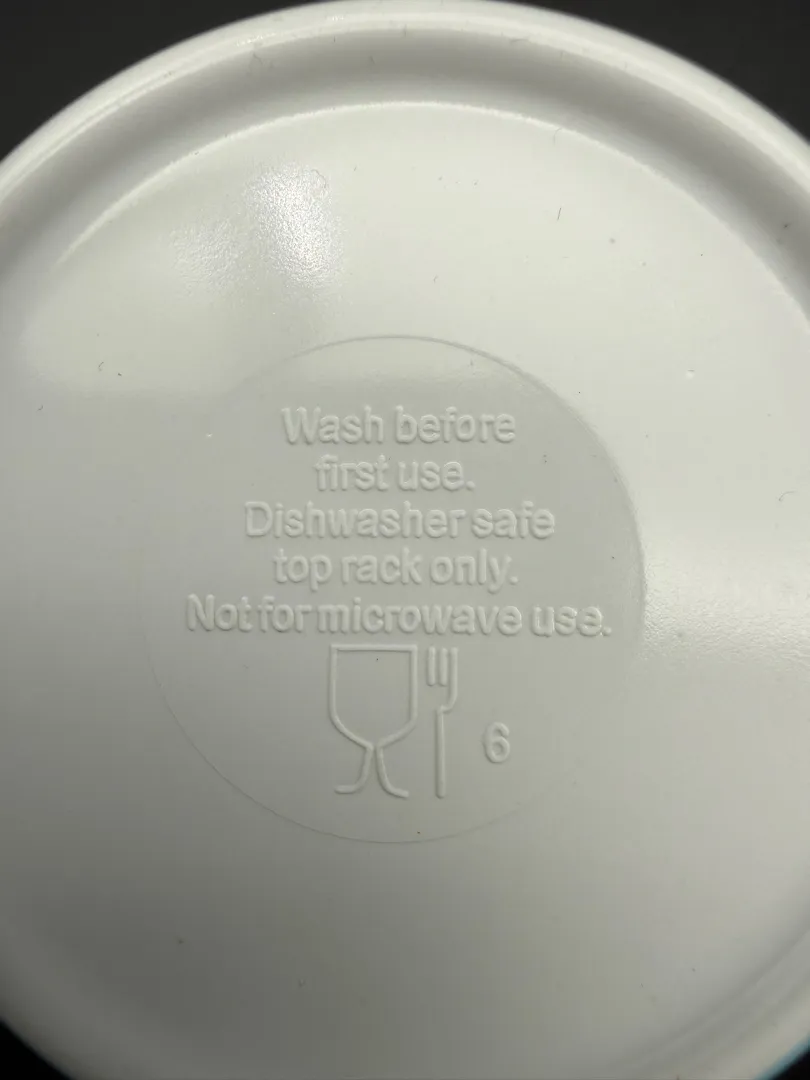 Wash before
first use.
Dishwasher safe
top rack only.
Not for microwave use.
6